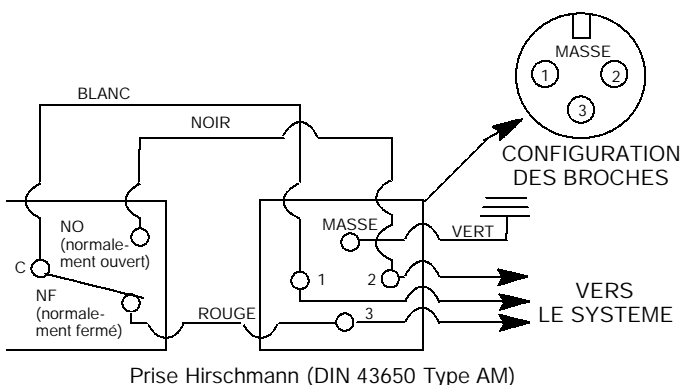 MASSE
1
2
3
CONFIGURATION
DES BROCHES
BLANC
NOIR
NO
(normale-
ment ouvert)
C
NF
(normale-
ment fermé)
ROUGE
MASSE
VERT
1
2
3
VERS
LE SYSTEME
Prise Hirschmann (DIN 43650 Type AM)